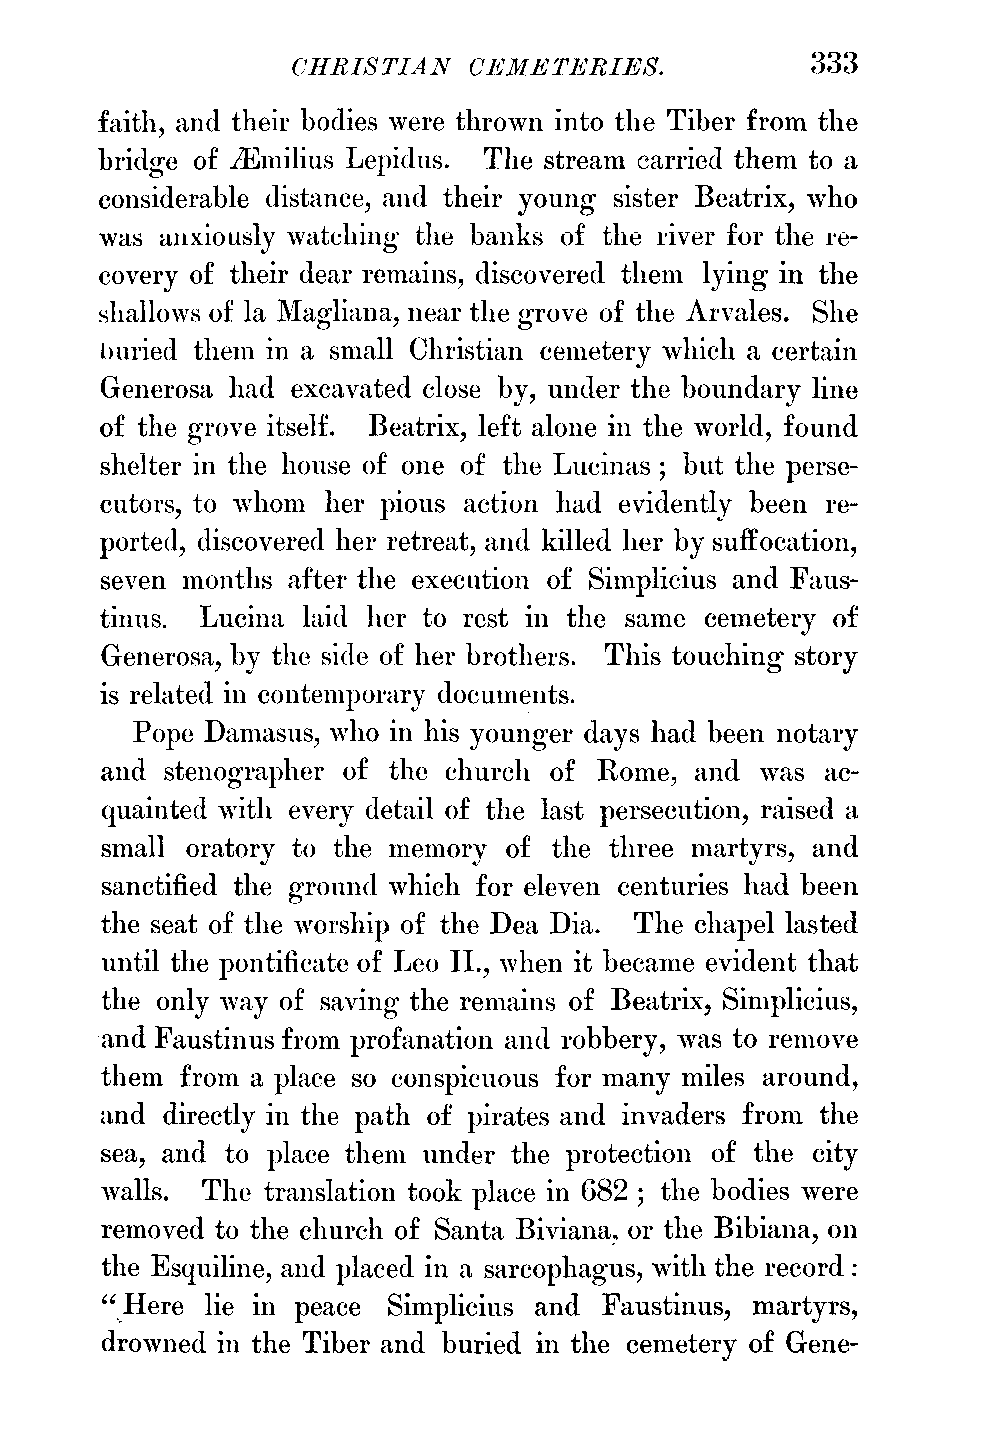 CHRISTIAN CEMETERIES. 333
faith, and their bodies were thrown into the Tiber from the
bridge of Æmilius Lepidus. The stream carried them to a
considerable distance, and their young sister Beatrix, who
was anxiously watching the banks of the river for the re-
covery of their dear remains, discovered them lying in the
shallows of la Magliana, near the grove of the Arvales. She
buried them in a small Christian cemetery which a certain
Generosa had excavated close by, under the boundary line
of the grove itself. Beatrix, left alone in the world, found
shelter in the house of one of the Lucinas ; but the perse-
cutors, to whom her pious action had evidently been re-
ported, discovered her retreat, and killed her by suffocation,
seven months after the execution of Simplicius and Faus-
tinus. Lucina laid her to rest in the same cemetery of
Generosa, by the side of her brothers. This touching story
is related in contemporary documents.
Pope Damasus, who in his younger days had been notary
and stenographer of the church of Rome, and was ac-
quainted with every detail of the last persecution, raised a
small oratory to the memory of the three martyrs, and
sanctified the ground which for eleven centuries had been
the seat of the worship of the Dea Dia. The chapel lasted
until the pontificate of Leo II., when it became evident that
the only way of saving the remains of Beatrix, Simplicius,
and Faustinus from profanation and robbery, was to remove
them from a place so conspicuous for many miles around,
and directly in the path of pirates and invaders from the
sea, and to place them under the protection of the city
walls. The translation took place in 682 ; the bodies were
removed to the church of Santa Biviana, or the Bibiana, on
the Esquiline, and placed in a sarcophagus, with the record :
“Here lie in peace Simplicius and Faustinus, martyrs,
drowned in the Tiber and buried in the cemetery of Gene-